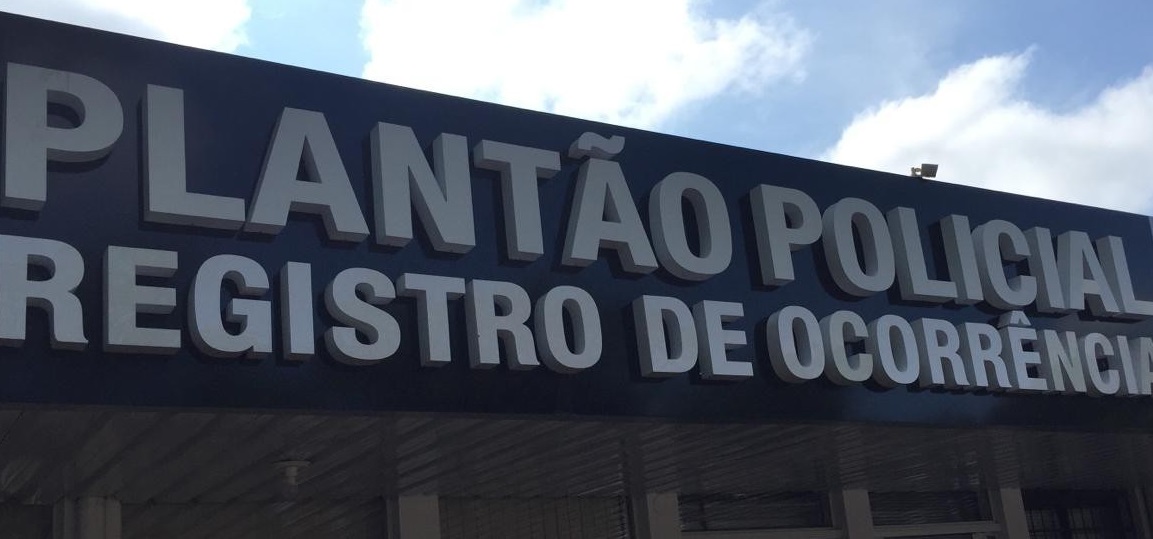 PLANTÃO POLICIAL
REGISTRO DE OCORRÊNCIA